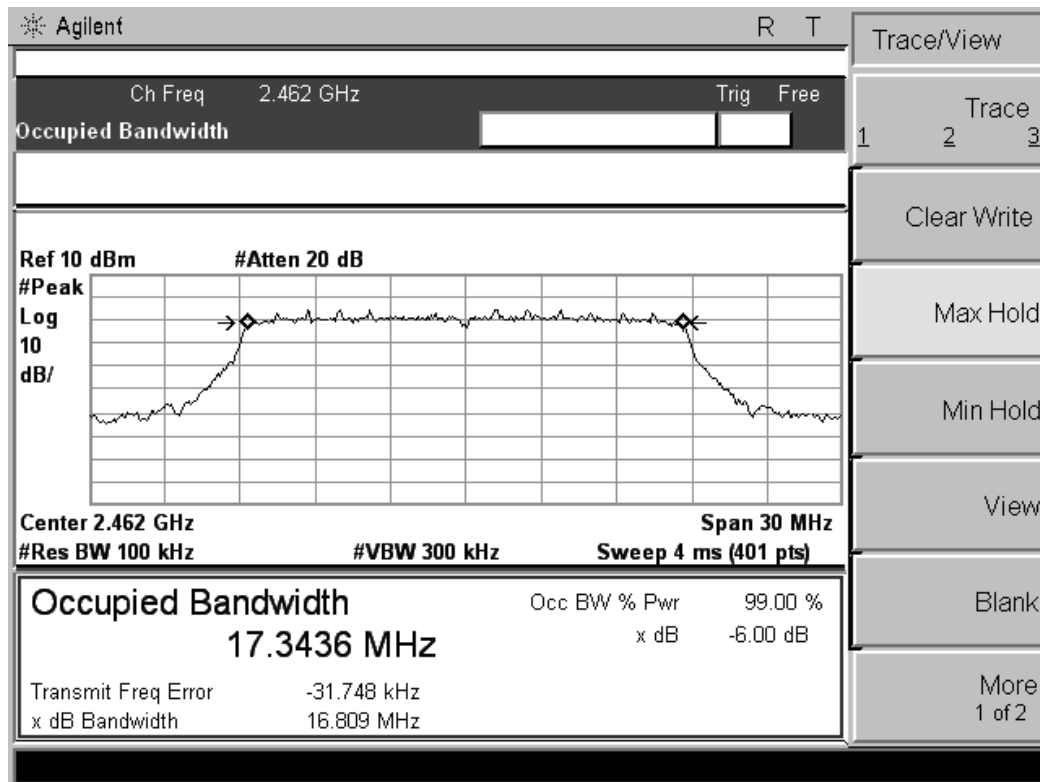 Agilent R T
Trace/View
Ch Freq 2.462 GHz Trig Free
Occupied Bandwidth
Trace
1 2 3
Clear Write
Ref 10 dBm #Atten 20 dB
#Peak
Log
10
dB/
Max Hold
Min Hold
View
Center 2.462 GHz Span 30 MHz
#Res BW 100 kHz #VBW 300 kHz Sweep 4 ms (401 pts)
Occupied Bandwidth Occ BW % Pwr 99.00 %
17.3436 MHz x dB -6.00 dB
Blank
Transmit Freq Error -31.748 kHz
x dB Bandwidth 16.809 MHz
More
1 of 2